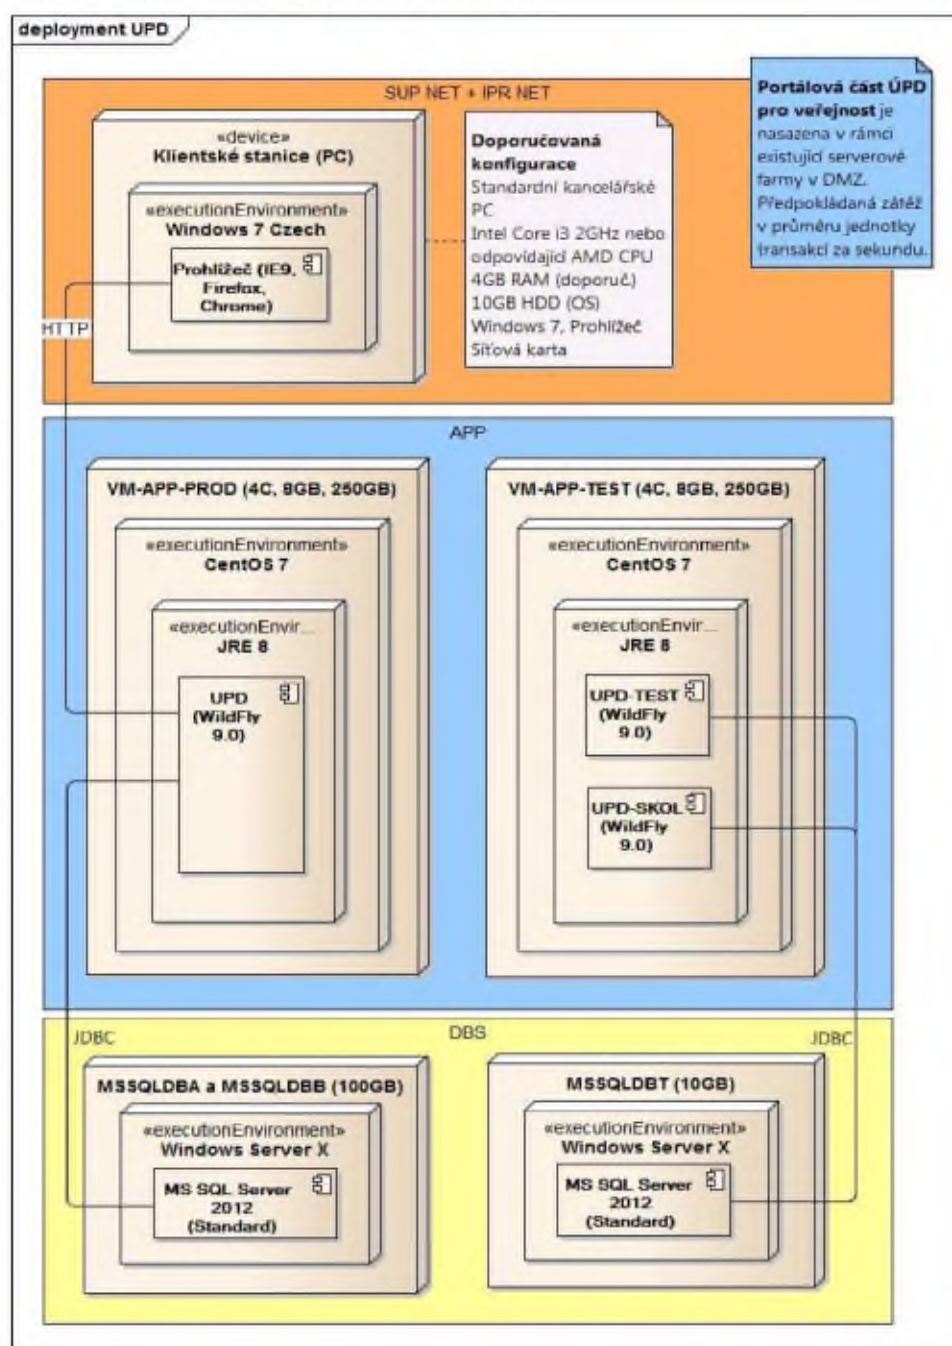 deployment UPD
SUP NET + IPR NET
«device»
Klientské stanice (PC)
«executionEnvironment»
Windows 7 Czech
Prohlížeč (IE9,
Firefox,
Chrome)
HTTP
Doporučovaná
konfigurace
Standardní kancelářské
PC
Intel Core i3 2GHz nebo
odpovídající AMD CPU
4GB RAM (doporuč.)
10GB HDD (OS)
Windows 7, Prohlížeč
Síťová karta
Portálová část ÚPD
pro veřejnost je
nasazena v rámci
existující serverové
farmy v DMZ.
Předpokládaná zátěž
v průměru jednotky
transakcí za sekundu.
APP
VM-APP-PROD (4C, 8GB, 250GB)
«executionEnvironment»
CentOS 7
«executionEnvir...
JRE 8
UPD
(WildFly
9.0)
VM-APP-TEST (4C, 8GB, 250GB)
«executionEnvironment»
CentOS 7
«executionEnvir...
JRE 8
UPD-TEST
(WildFly
9.0)
UPD-SKOL
(WildFly
9.0)
DBS
JDBC
MSSQLDBA a MSSQLDBB (100GB)
«executionEnvironment»
Windows Server X
MS SQL Server
2012
(Standard)
JDBC
MSSQLDBT (10GB)
«executionEnvironment»
Windows Server X
MS SQL Server
2012
(Standard)